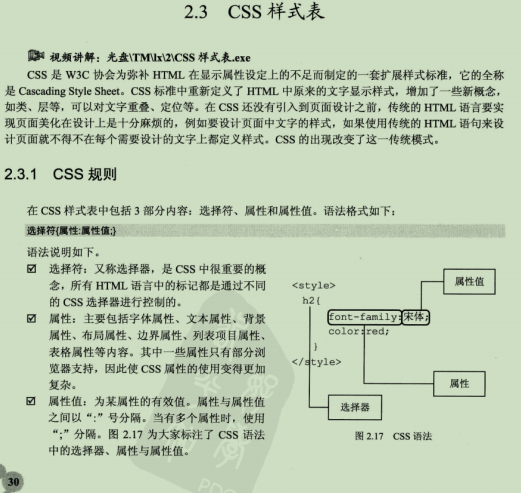 2.3 CSS 样式表
视频讲解：光盘\TM\lx\2\CSS 样式表.exe
CSS 是 W3C 协会为弥补 HTML 在显示属性设定上的不足而制定的一套扩展样式标准，它的全称
是 Cascading Style Sheet。CSS 标准中重新定义了 HTML 中原来的文字显示样式，增加了一些新概念，
如类、层等，可以对文字重叠、定位等。在 CSS 还没有引入到页面设计之前，传统的 HTML 语言要实
现页面美化在设计上是十分麻烦的，例如要设计页面中文字的样式，如果使用传统的 HTML 语句来设
计页面就不得不在每个需要设计的文字上都定义样式。CSS 的出现改变了这一传统模式。
2.3.1 CSS 规则
在 CSS 样式表中包括 3 部分内容：选择符、属性和属性值。语法格式如下：
选择符{属性:属性值;}
语法说明如下。
☑ 选择符：又称选择器，是 CSS 中很重要的概
念，所有 HTML 语言中的标记都是通过不同
的 CSS 选择器进行控制的。
☑ 属性：主要包括字体属性、文本属性、背景
属性、布局属性、边界属性、列表项目属性、
表格属性等内容。其中一些属性只有部分浏
览器支持，因此使 CSS 属性的使用变得更加
复杂。
☑ 属性值：为某属性的有效值。属性与属性值
之间以“:”号分隔。当有多个属性时，使用
“;”分隔。图 2.17 为大家标注了 CSS 语法
中的选择器、属性与属性值。
属性值
<style>
h2{
font-family:宋体;
color:red;
}
</style>
属性
选择器
图 2.17 CSS 语法
30